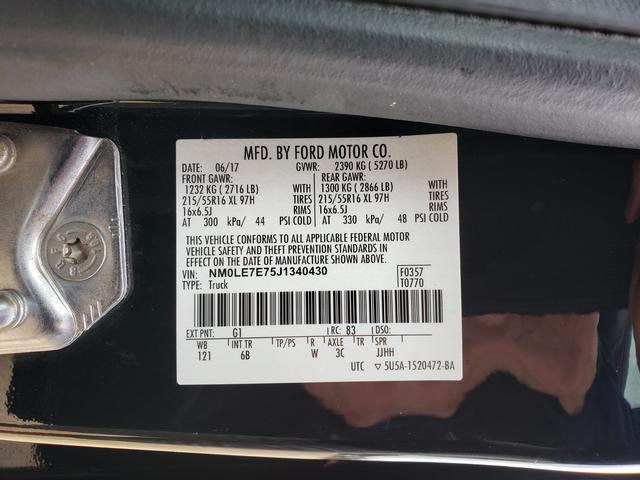 MFD. BY FORD MOTOR CO.
DATE: 06/17 GVWR: 2390 KG ( 5270 LB)
FRONT GAWR: REAR GAWR:
1232 KG ( 2716 LB) WITH 1300 KG ( 2866 LB) WITH
215/55R16 XL 97H TIRES 215/55R16 XL 97H TIRES
16x6.5J RIMS 16x6.5J RIMS
AT 300 kPa/ 44 PSI COLD AT 330 kPa/ 48 PSI COLD
THIS VEHICLE CONFORMS TO ALL APPLICABLE FEDERAL MOTOR
VEHICLE SAFETY AND THEFT PREVENTION STANDARDS IN
EFFECT ON THE DATE OF MANUFACTURE SHOWN ABOVE.
VIN: NM0LE7E75J1340430 F0357
TYPE: Truck T0770
EXT PNT: G1 RC: 83 DSO:
WB INT TR TP/PS R AXLE TR SPR
121 6B W 3C JJHH
UTC ▽ 5U5A-1520472-BA